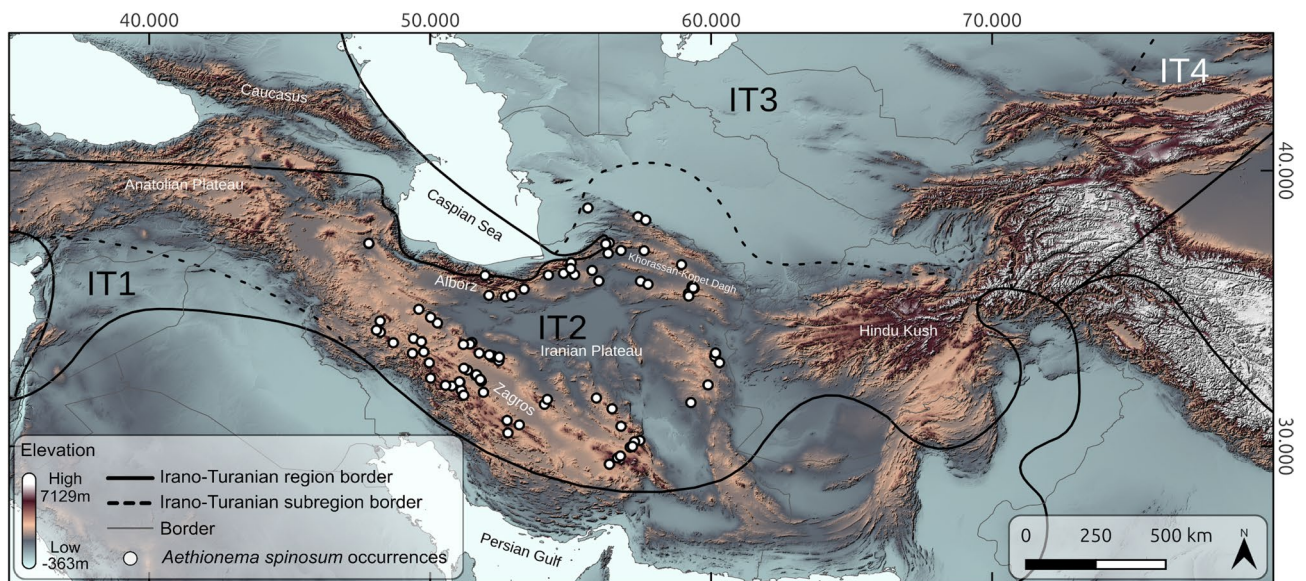 40.000
50.000
60.000
70.000
IT4
Caucasus
IT3
40.000
Anatolian Plateau
Caspian Sea
IT1
Alborz
Khorassan-Kopet Dagh
IT2
Iranian Plateau
Hindu Kush
Zagros
30.000
Persian Gulf
Elevation
High
7129m
Low
-363m
Irano-Turanian region border
Irano-Turanian subregion border
Border
Aethionema spinosum occurrences
0 250 500 km
N